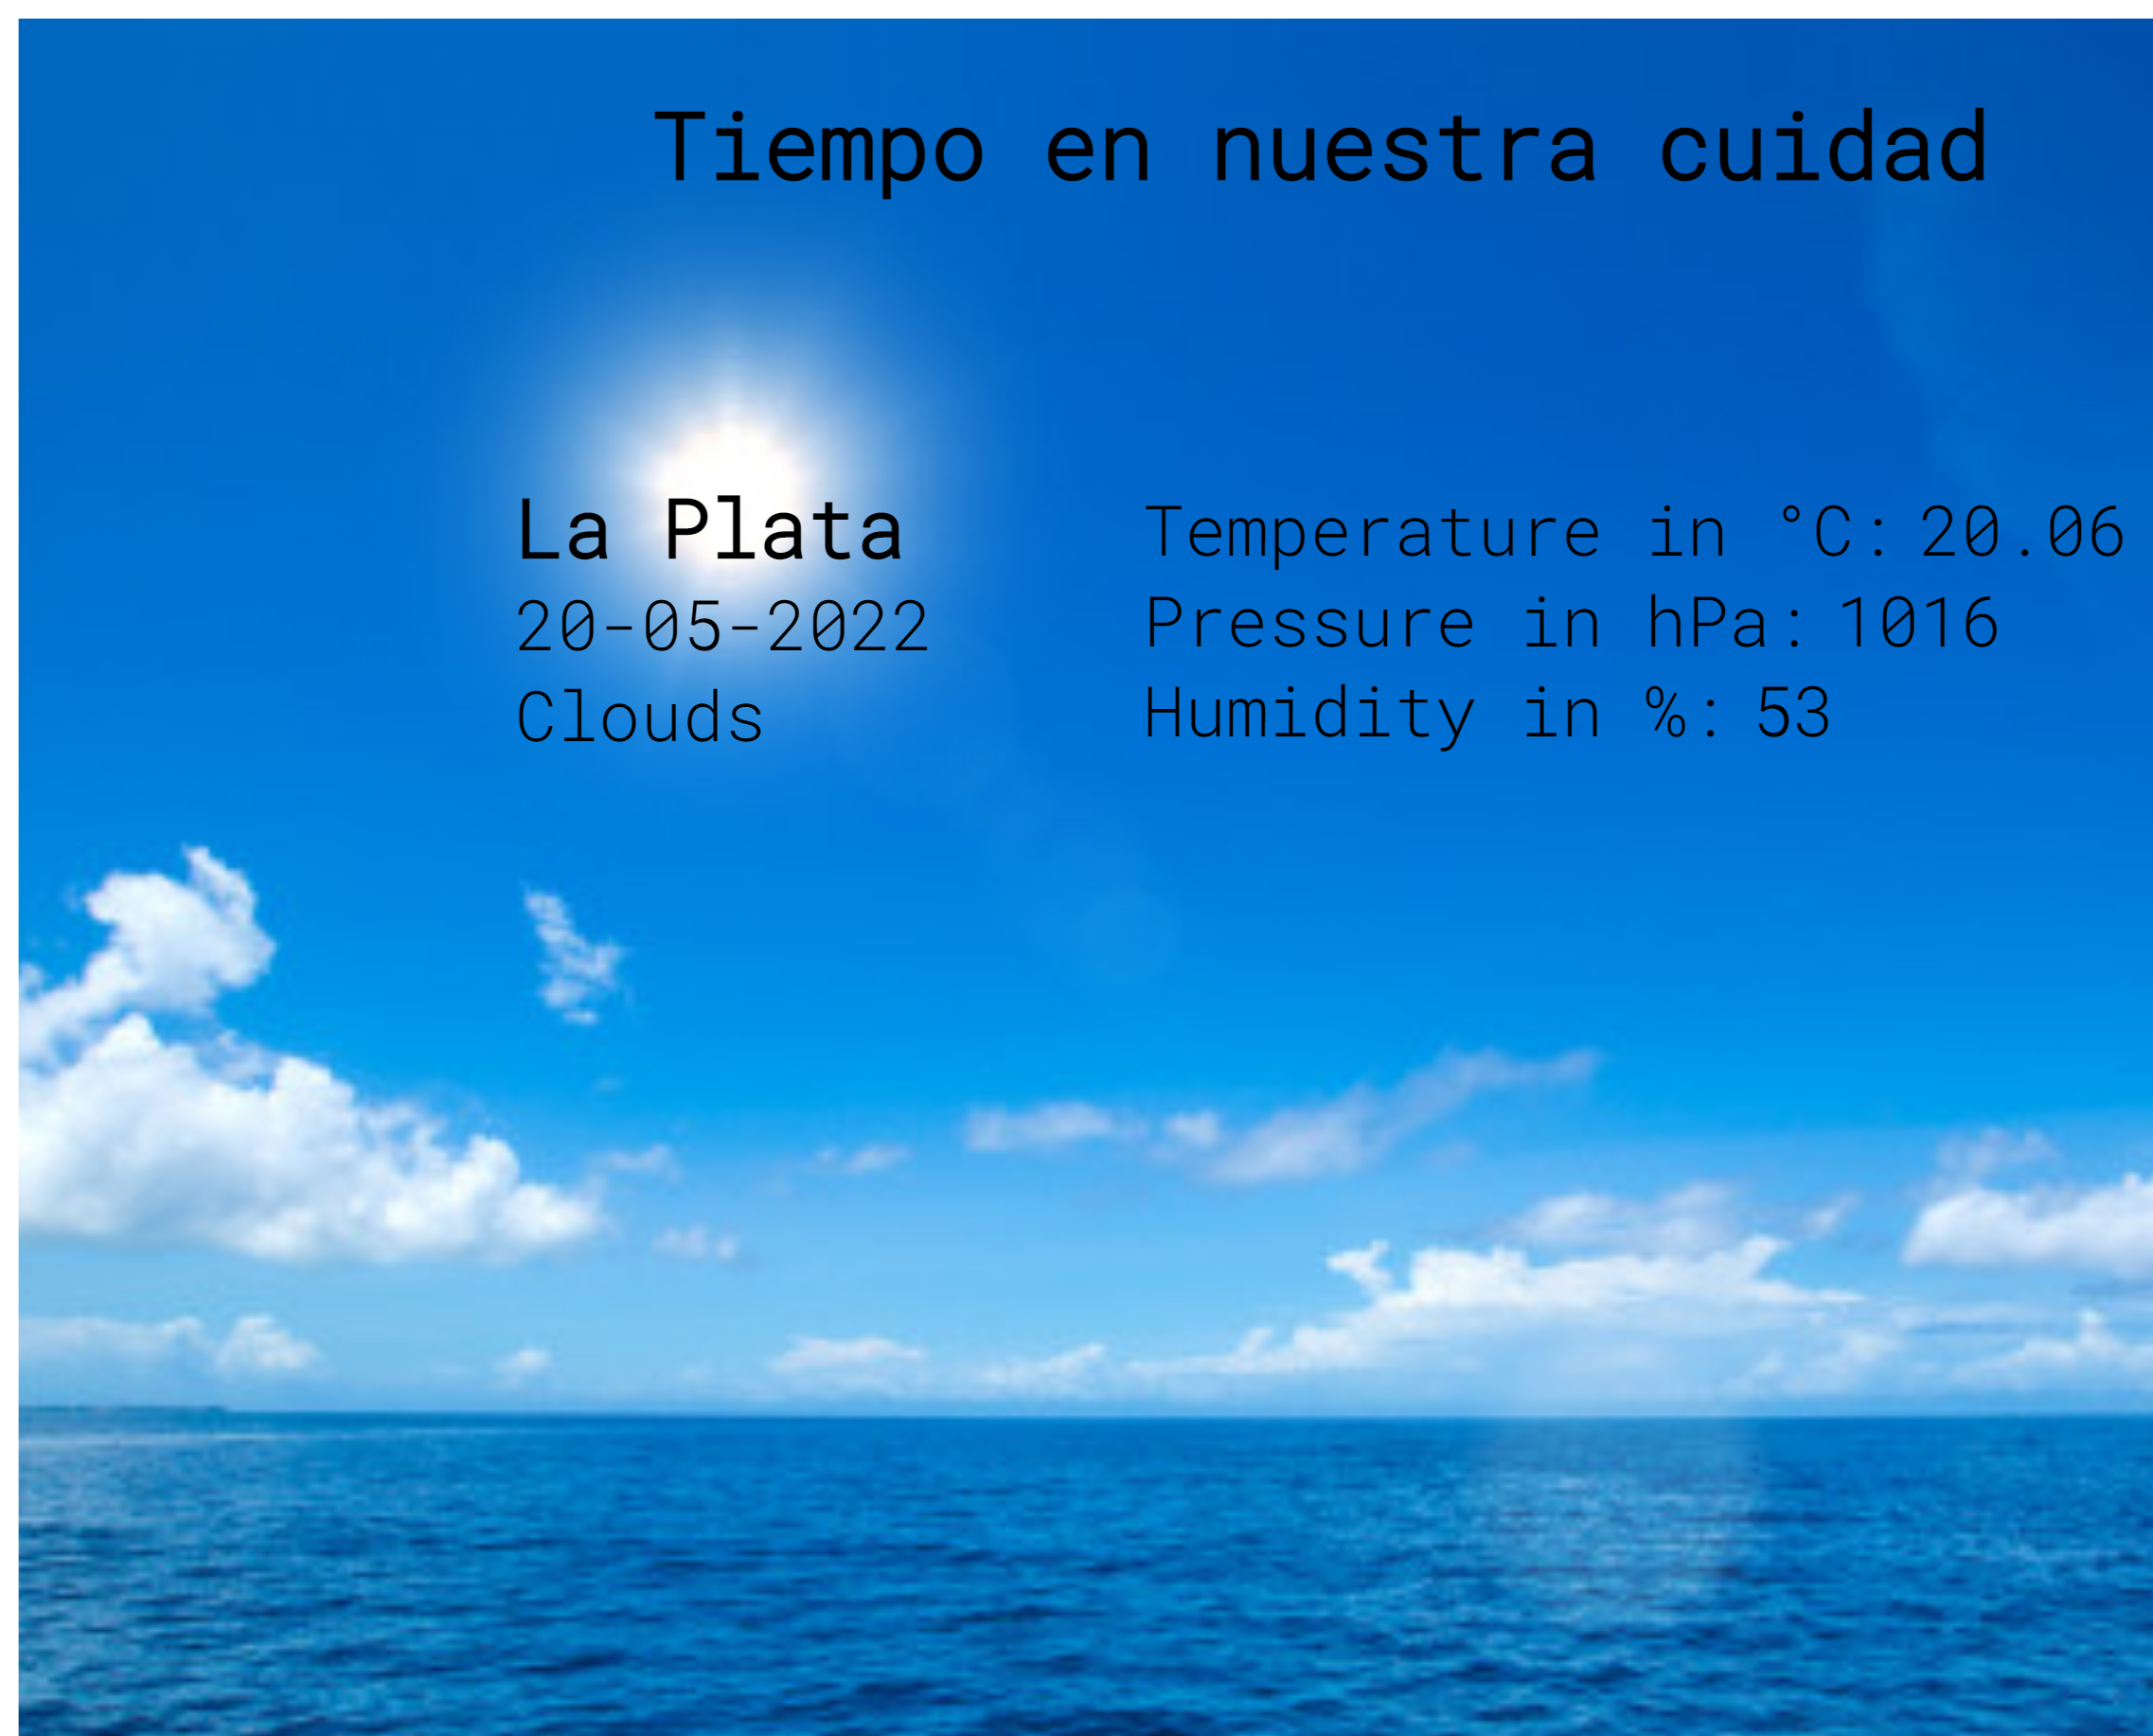 Tiempo en nuestra cuidad
La Plata
20-05-2022
Clouds
Temperature in °C: 20.06
Pressure in hPa: 1016
Humidity in %: 53